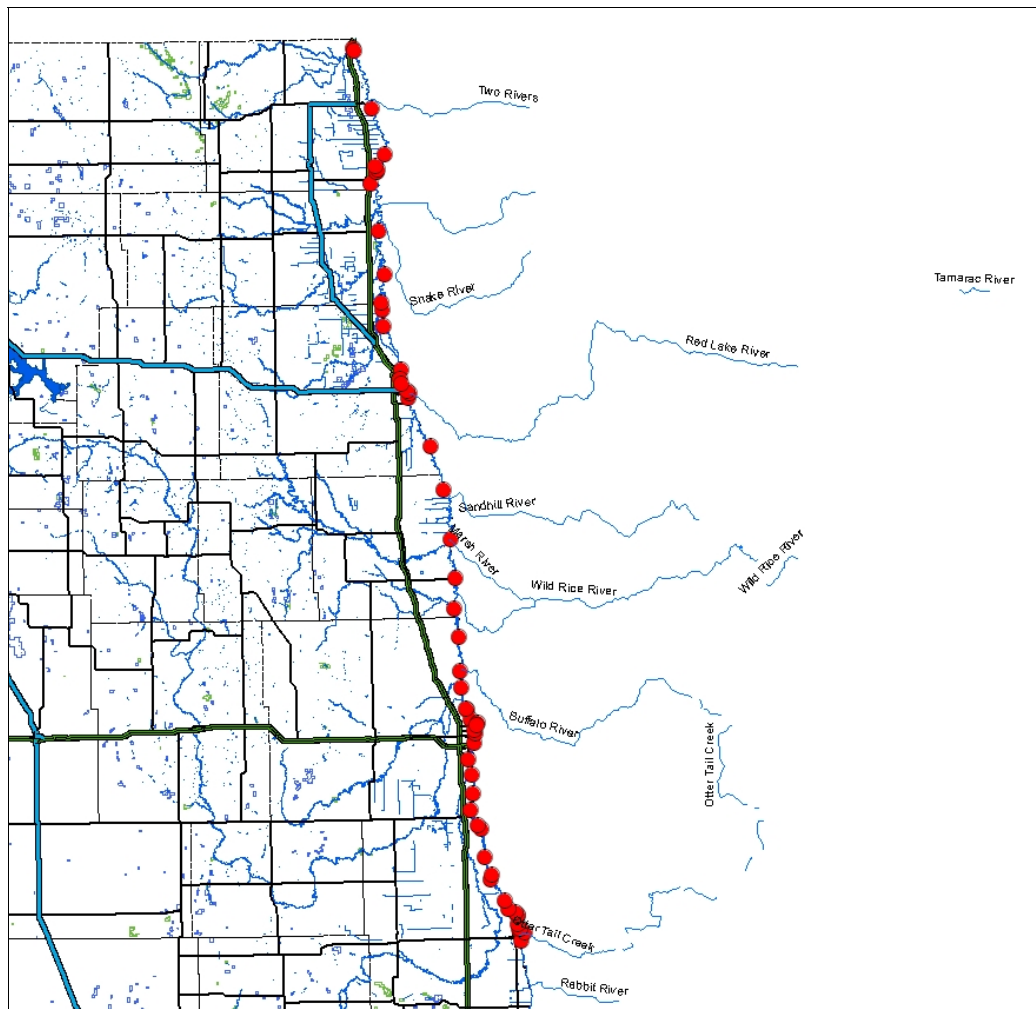 Two Rivers
Tamarac River
Snake River
Red Lake River
Sandhill River
Marsh River
Wild Rice River
Wild Rice River
Buffalo River
Otter Tail Creek
Otter Tail Creek
Rabbit River